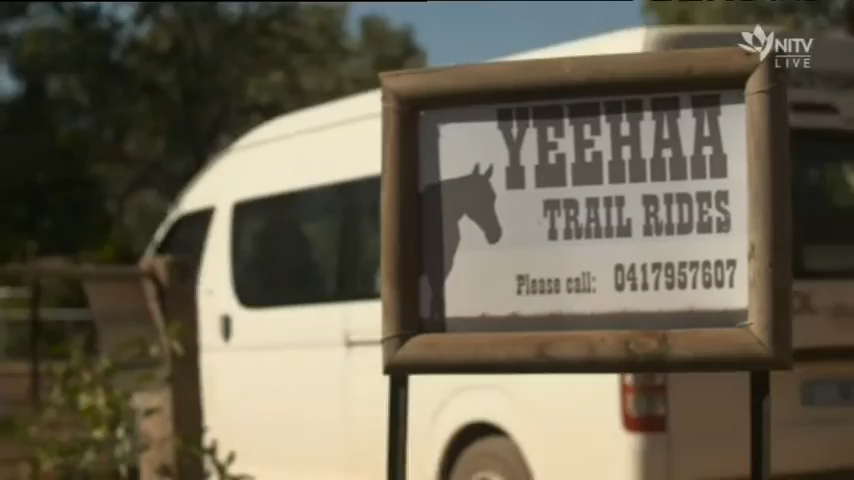 NITV
LIVE
YEEHAA
TRAIL RIDES
Please call: 0417957607